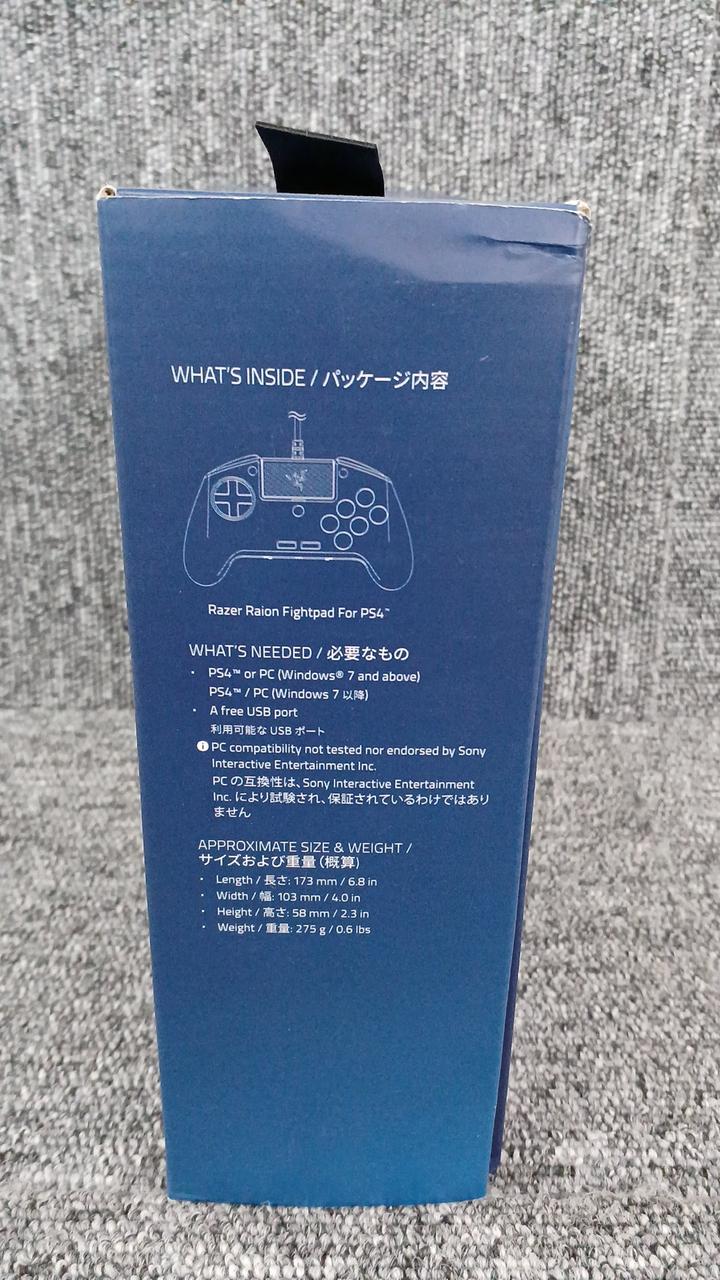 WHAT'S INSIDE / パッケージ内容
Razer Raion Fightpad For PS4™
WHAT'S NEEDED / 必要なもの
· PS4™ or PC (Windows® 7 and above)
PS4™ / PC (Windows 7 以降)
· A free USB port
利用可能な USB ポート
PC compatibility not tested nor endorsed by Sony
Interactive Entertainment Inc.
PC の互換性は、Sony Interactive Entertainment
Inc. により試験され、保証されているわけではあり
ません
APPROXIMATE SIZE & WEIGHT /
サイズおよび重量 (概算)
· Length / 長さ: 173 mm / 6.8 in
· Width / 幅: 103 mm / 4.0 in
· Height / 高さ: 58 mm / 2.3 in
· Weight / 重量: 275 g / 0.6 lbs